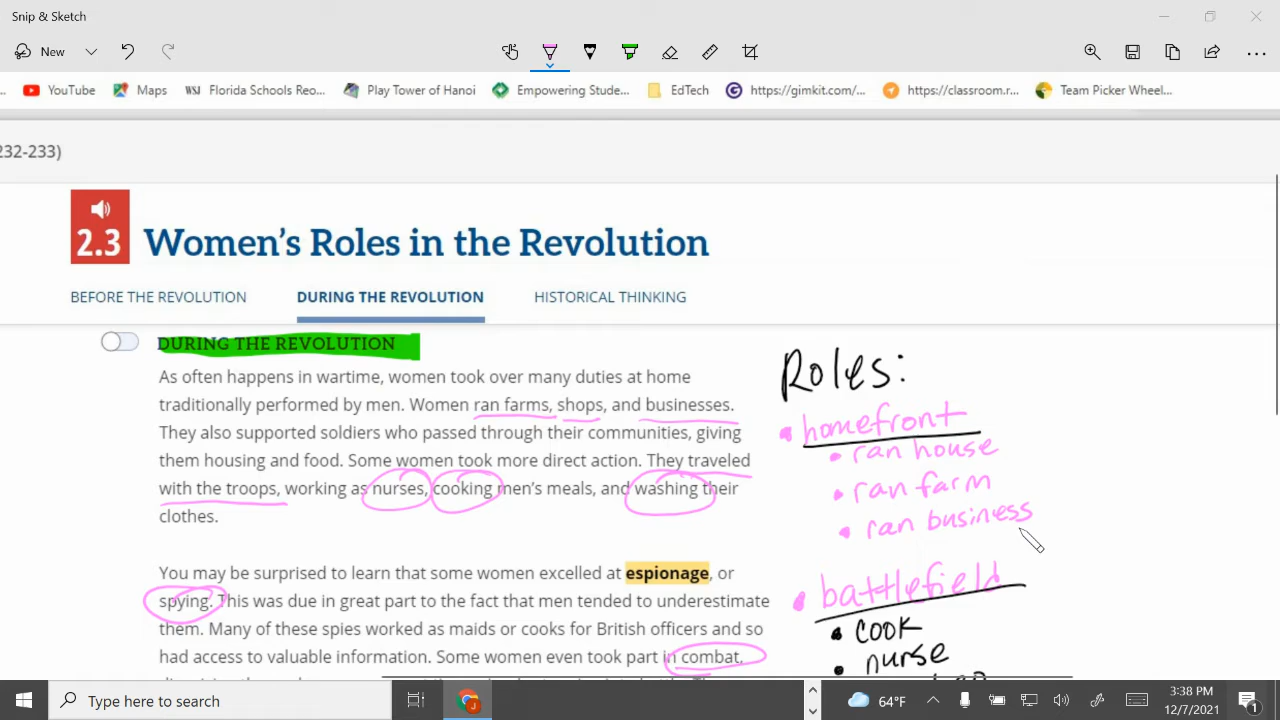 Snip & Sketch
New
YouTube Maps Florida Schools Reo... Play Tower of Hanoi Empowering Stude... EdTech https://gimkit.com/... https://classroom.r... Team Picker Wheel...
232-233)
2.3 Women's Roles in the Revolution
BEFORE THE REVOLUTION DURING THE REVOLUTION HISTORICAL THINKING
DURING THE REVOLUTION
As often happens in wartime, women took over many duties at home
traditionally performed by men. Women ran farms, shops, and businesses.
They also supported soldiers who passed through their communities, giving
them housing and food. Some women took more direct action. They traveled
with the troops, working as nurses, cooking men's meals, and washing their
clothes.
You may be surprised to learn that some women excelled at espionage, or
spying. This was due in great part to the fact that men tended to underestimate
them. Many of these spies worked as maids or cooks for British officers and so
had access to valuable information. Some women even took part in combat,
Roles:
• homefront
• ran house
• ran farm
• ran business
• battlefield
• cook
• nurse
Type here to search
64°F
3:38 PM
12/7/2021
1